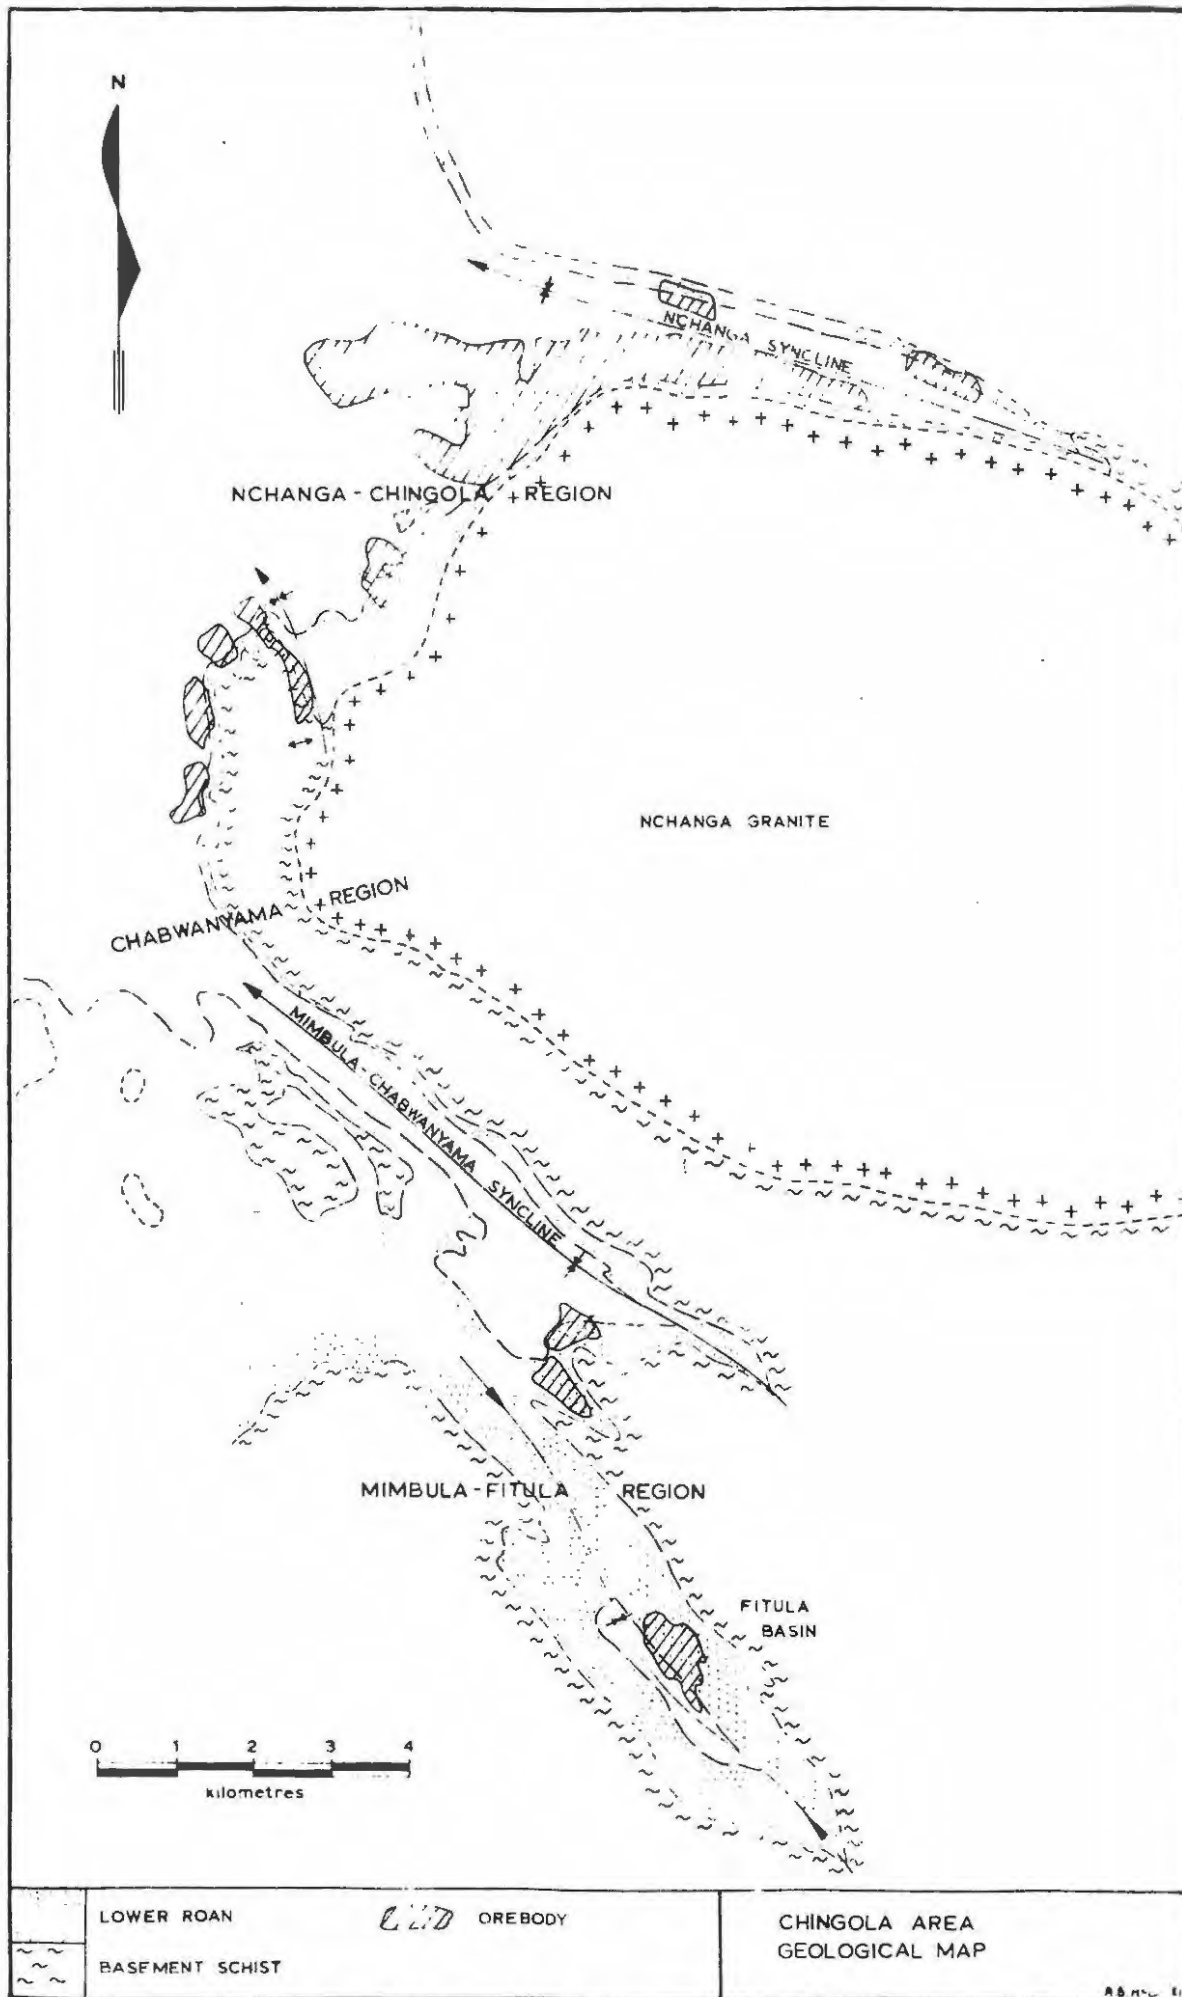 N
NCHANGA SYNCLINE
NCHANGA - CHINGOLA REGION
NCHANGA GRANITE
CHABWANYAMA REGION
MIMBULA - CHABWANYAMA SYNCLINE
MIMBULA - FITULA REGION
FITULA
BASIN
0 1 2 3 4
kilometres
LOWER ROAN
OREBODY
BASEMENT SCHIST
CHINGOLA AREA
GEOLOGICAL MAP